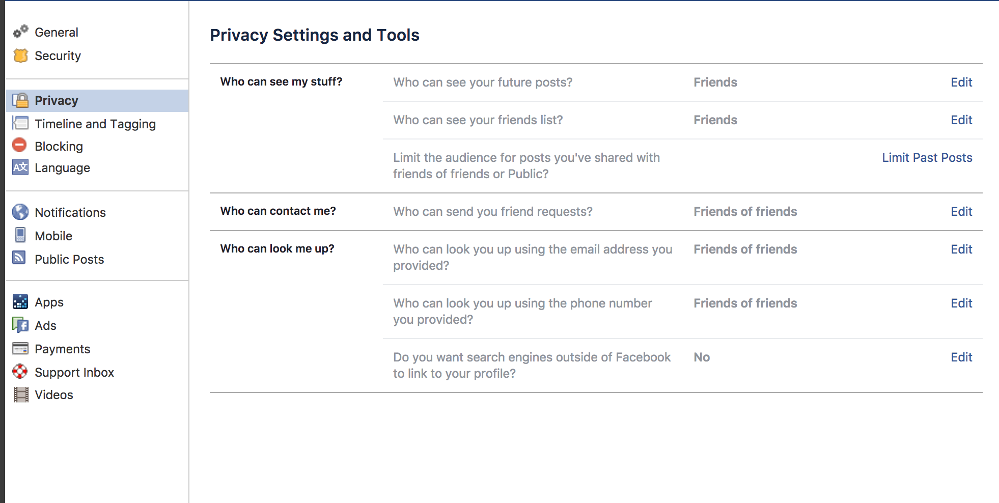 General
Security
Privacy
Timeline and Tagging
Blocking
Language
Notifications
Mobile
Public Posts
Apps
Ads
Payments
Support Inbox
Videos
Privacy Settings and Tools
Who can see my stuff?
Who can see your future posts?
Friends
Edit
Who can see your friends list?
Friends
Edit
Limit the audience for posts you've shared with
friends of friends or Public?
Limit Past Posts
Who can contact me?
Who can send you friend requests?
Friends of friends
Edit
Who can look me up?
Who can look you up using the email address you
provided?
Friends of friends
Edit
Who can look you up using the phone number
you provided?
Friends of friends
Edit
Do you want search engines outside of Facebook
to link to your profile?
No
Edit